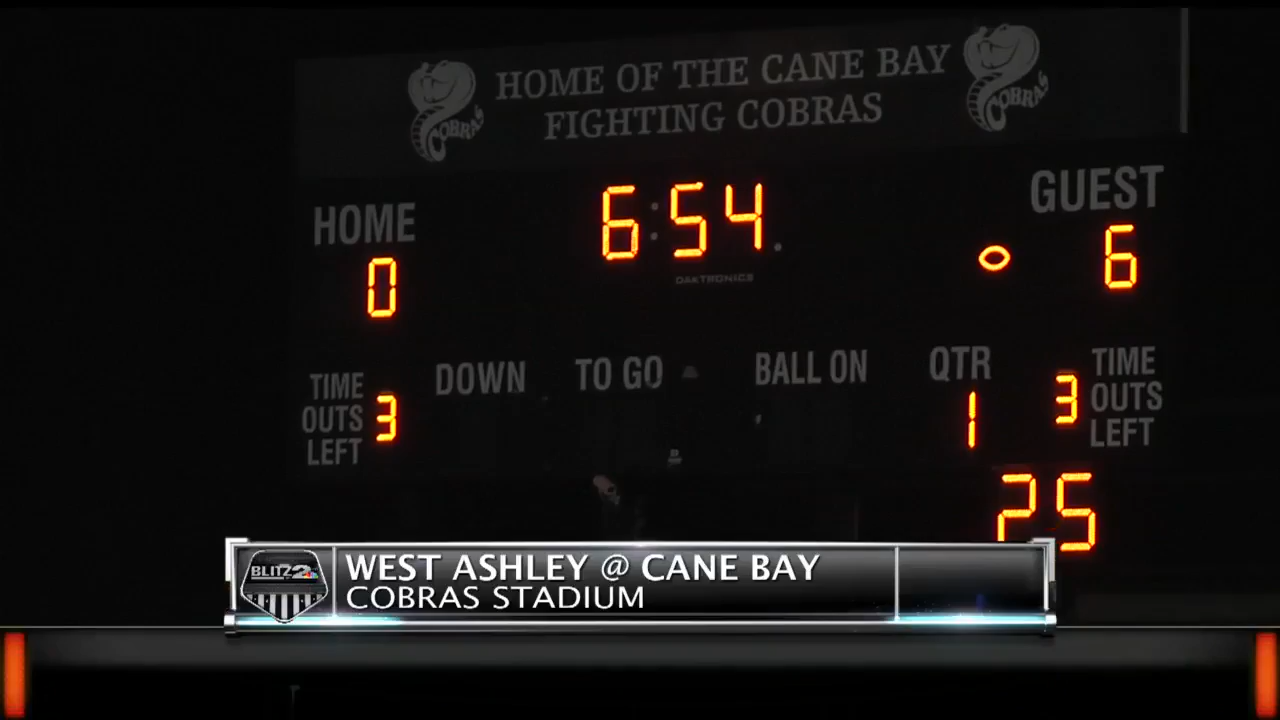 HOME OF THE CANE BAY
FIGHTING COBRAS
COBRAS
COBRAS
HOME
0
6:54
DAKTRONICS
GUEST
6
TIME
OUTS
LEFT
3
DOWN
TO GO
BALL ON
QTR
1
3
TIME
OUTS
LEFT
25
BLITZ 2
WEST ASHLEY @ CANE BAY
COBRAS STADIUM